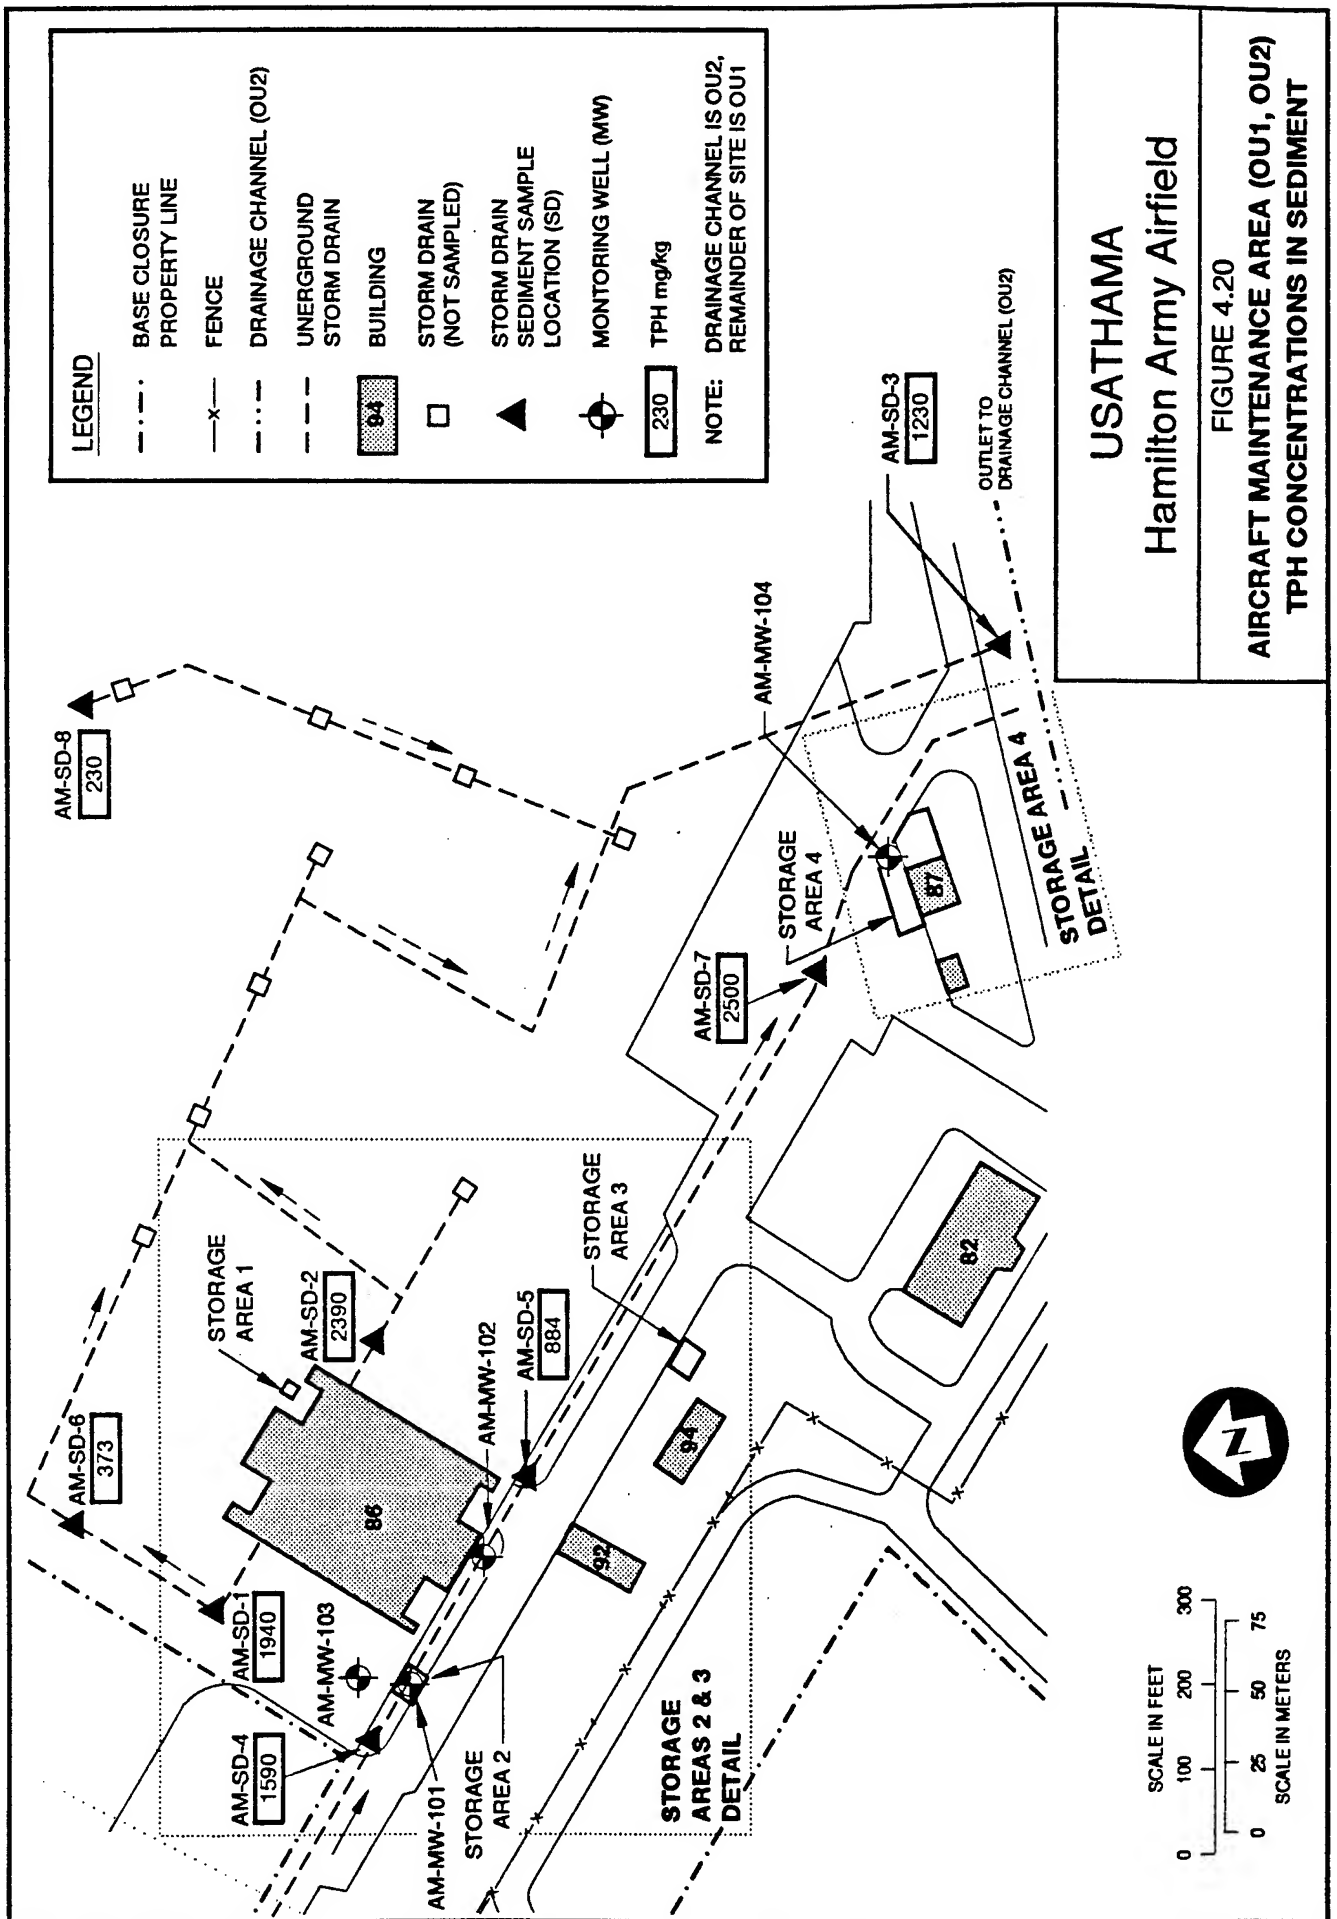 LEGEND
BASE CLOSURE
PROPERTY LINE
FENCE
DRAINAGE CHANNEL (OU2)
UNERGROUND
STORM DRAIN
94
BUILDING
STORM DRAIN
(NOT SAMPLED)
STORM DRAIN
SEDIMENT SAMPLE
LOCATION (SD)
MONTORING WELL (MW)
230
TPH mg/kg
NOTE: DRAINAGE CHANNEL IS OU2,
REMAINDER OF SITE IS OU1
AM-SD-8
230
AM-SD-6
373
STORAGE
AREA 1
AM-SD-2
2390
AM-SD-1
1940
86
AM-MW-103
AM-SD-4
1590
AM-MW-101
STORAGE
AREA 2
AM-MW-102
AM-SD-5
884
STORAGE
AREA 3
92
94
82
STORAGE
AREAS 2 & 3
DETAIL
AM-SD-7
2500
STORAGE
AREA 4
87
AM-MW-104
STORAGE AREA 4
DETAIL
AM-SD-3
1230
OUTLET TO
DRAINAGE CHANNEL (OU2)
N
SCALE IN FEET
0 100 200 300
0 25 50 75
SCALE IN METERS
USATHAMA
Hamilton Army Airfield
FIGURE 4.20
AIRCRAFT MAINTENANCE AREA (OU1, OU2)
TPH CONCENTRATIONS IN SEDIMENT